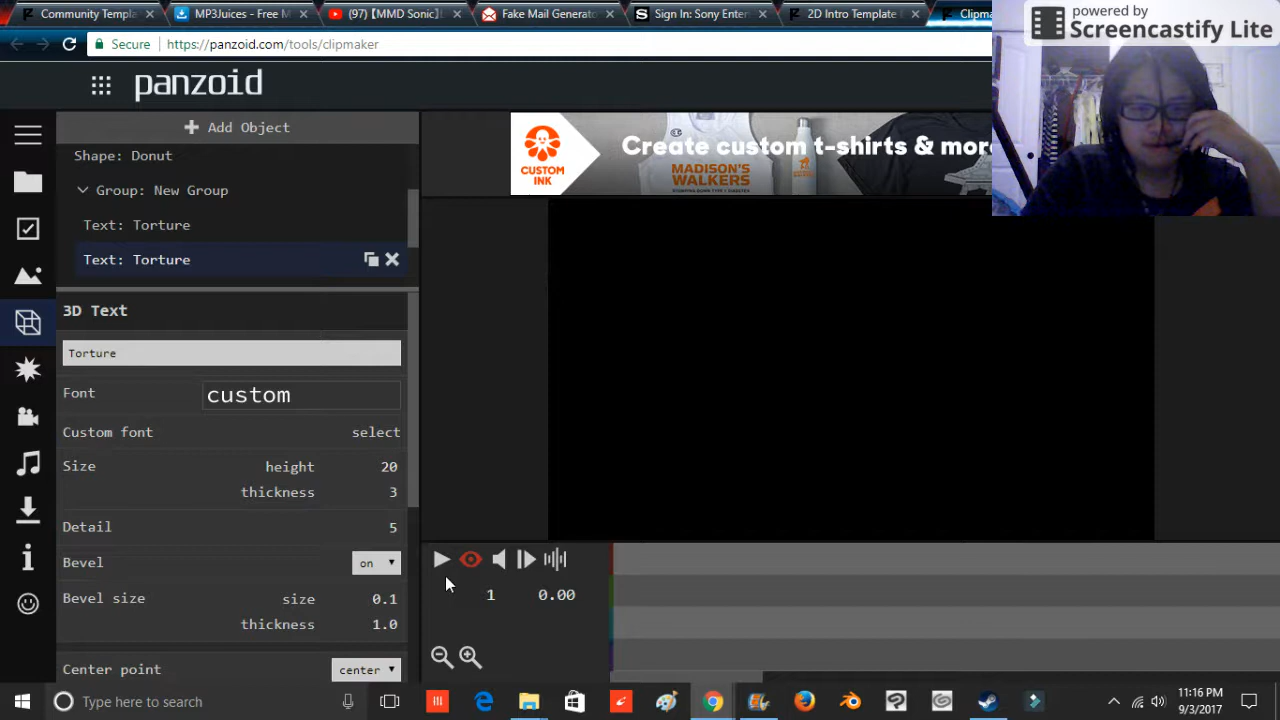 Community Templa
MP3Juices - Free M
(97) 【MMD Sonic】
Fake Mail Generato
Sign In: Sony Enter
2D Intro Template
Clipma
powered by
Screencastify Lite
Secure
https://panzoid.com/tools/clipmaker
panzoid
Add Object
Shape: Donut
Group: New Group
Text: Torture
Text: Torture
CUSTOM
INK
Create custom t-shirts & more
MADISON'S
WALKERS
3D Text
Torture
Font
custom
Custom font
select
Size
height
20
thickness
3
Detail
5
Bevel
on
Bevel size
size
0.1
thickness
1.0
Center point
center
1
0.00
Type here to search
11:16 PM
9/3/2017